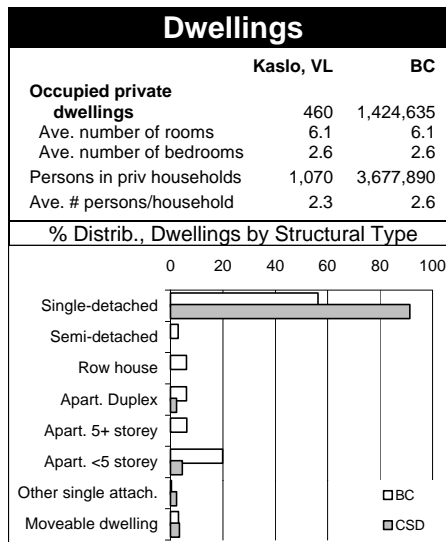 Dwellings
Kaslo, VL BC
Occupied private
dwellings 460 1,424,635
Ave. number of rooms 6.1 6.1
Ave. number of bedrooms 2.6 2.6
Persons in priv households 1,070 3,677,890
Ave. # persons/household 2.3 2.6
% Distrib., Dwellings by Structural Type
0 20 40 60 80 100
Single-detached
Semi-detached
Row house
Apart. Duplex
Apart. 5+ storey
Apart. <5 storey
Other single attach.
BC
Moveable dwelling
CSD